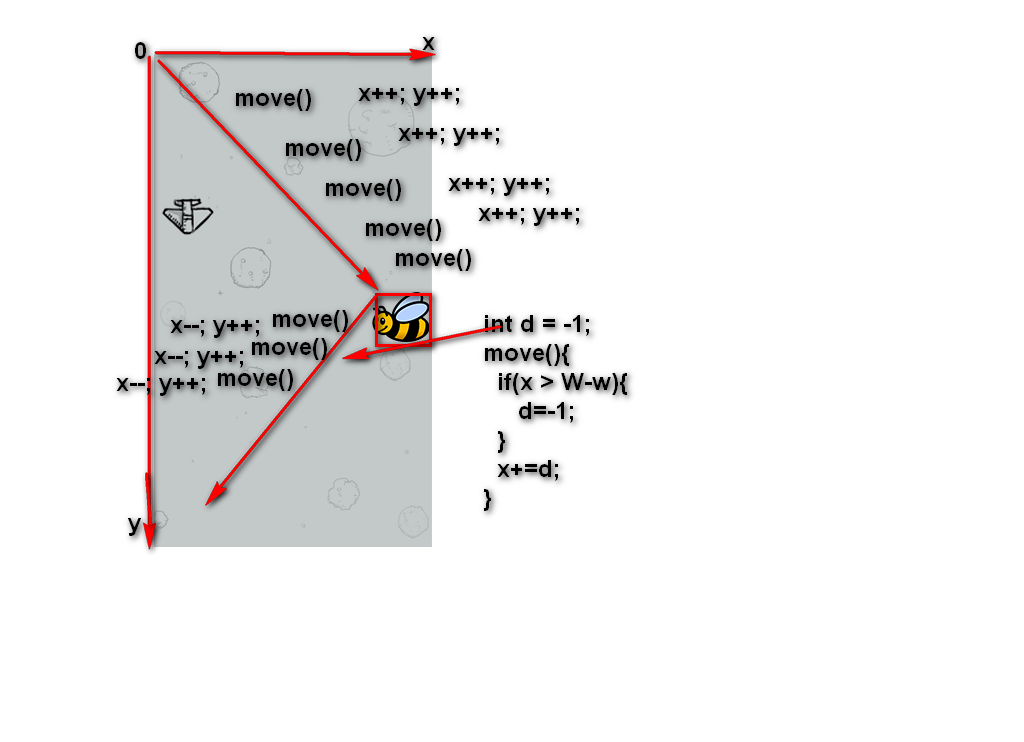 0
x
move()
x++; y++;
x++; y++;
move()
move()
x++; y++;
x++; y++;
move()
move()
x--; y++;
move()
x--; y++;
move()
x--; y++;
move()
int d = -1;
move(){
if(x > W-w){
d=-1;
}
x+=d;
}
y